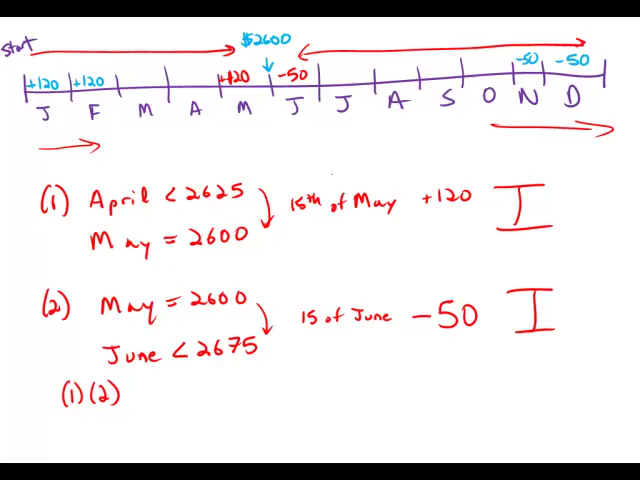 $2600
start
+120 +120 +120 -50 -50 -50
J F M A M J J A S O N D
(1) April < 2625 15th of May +120 I
May = 2600
(2) May = 2600 15 of June -50 I
June < 2675
(1)(2)